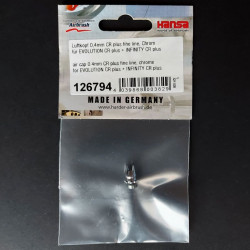 Airbrush
Hansa
Luftkopf 0,4mm CR plus fine line, Chrom
für EVOLUTION CR plus + INFINITY CR plus
air cap 0.4mm CR plus fine line, chrome
for EVOLUTION CR plus + INFINITY CR plus
126794
MADE IN GERMANY
www.hansa-airbrush.de